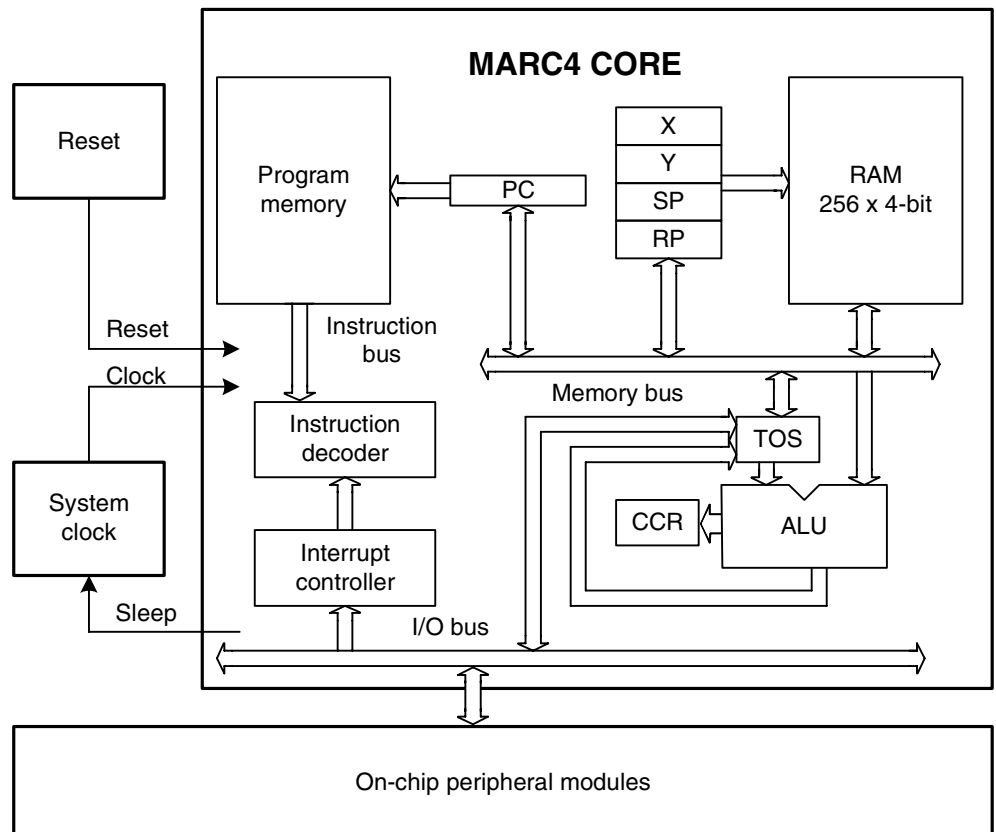 MARC4 CORE
Reset
Program
memory
PC
X
Y
SP
RP
RAM
256 x 4-bit
Reset
Clock
Instruction
bus
Memory bus
Instruction
decoder
TOS
System
clock
CCR
ALU
Interrupt
controller
Sleep
I/O bus
On-chip peripheral modules